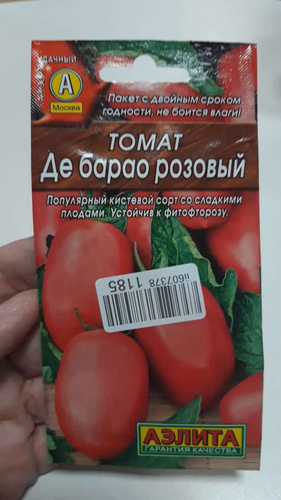 ДАЧНЫЙ
А
Москва
Пакет с двойным сроком
годности, не боится влаги!
ТОМАТ
Де барао розовый
Популярный кистевой сорт со сладкими
плодами. Устойчив к фитофторозу.
ii607378
1185
АЭЛИТА
ГАРАНТИЯ КАЧЕСТВА